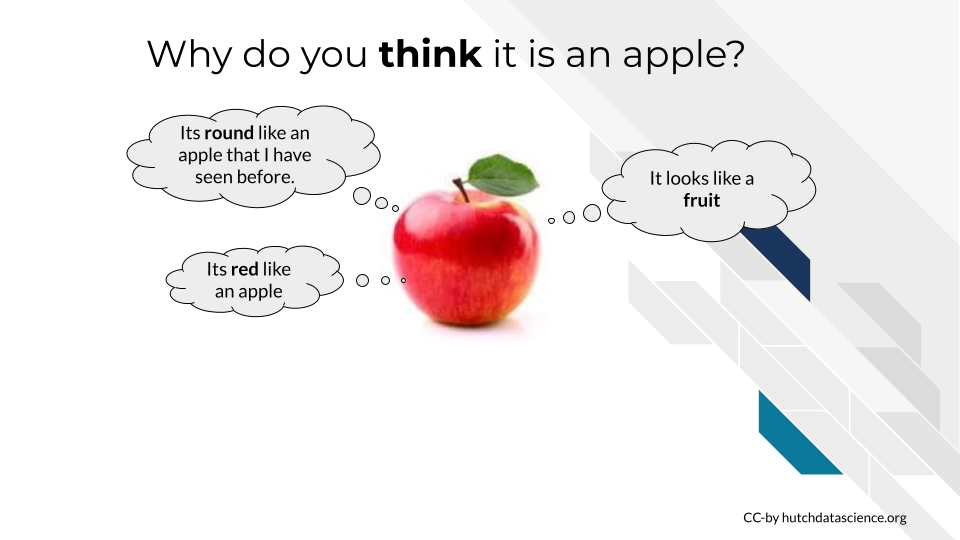 Why do you think it is an apple?
Its round like an
apple that I have
seen before.
It looks like a
fruit
Its red like
an apple
CC-by hutchdatascience.org